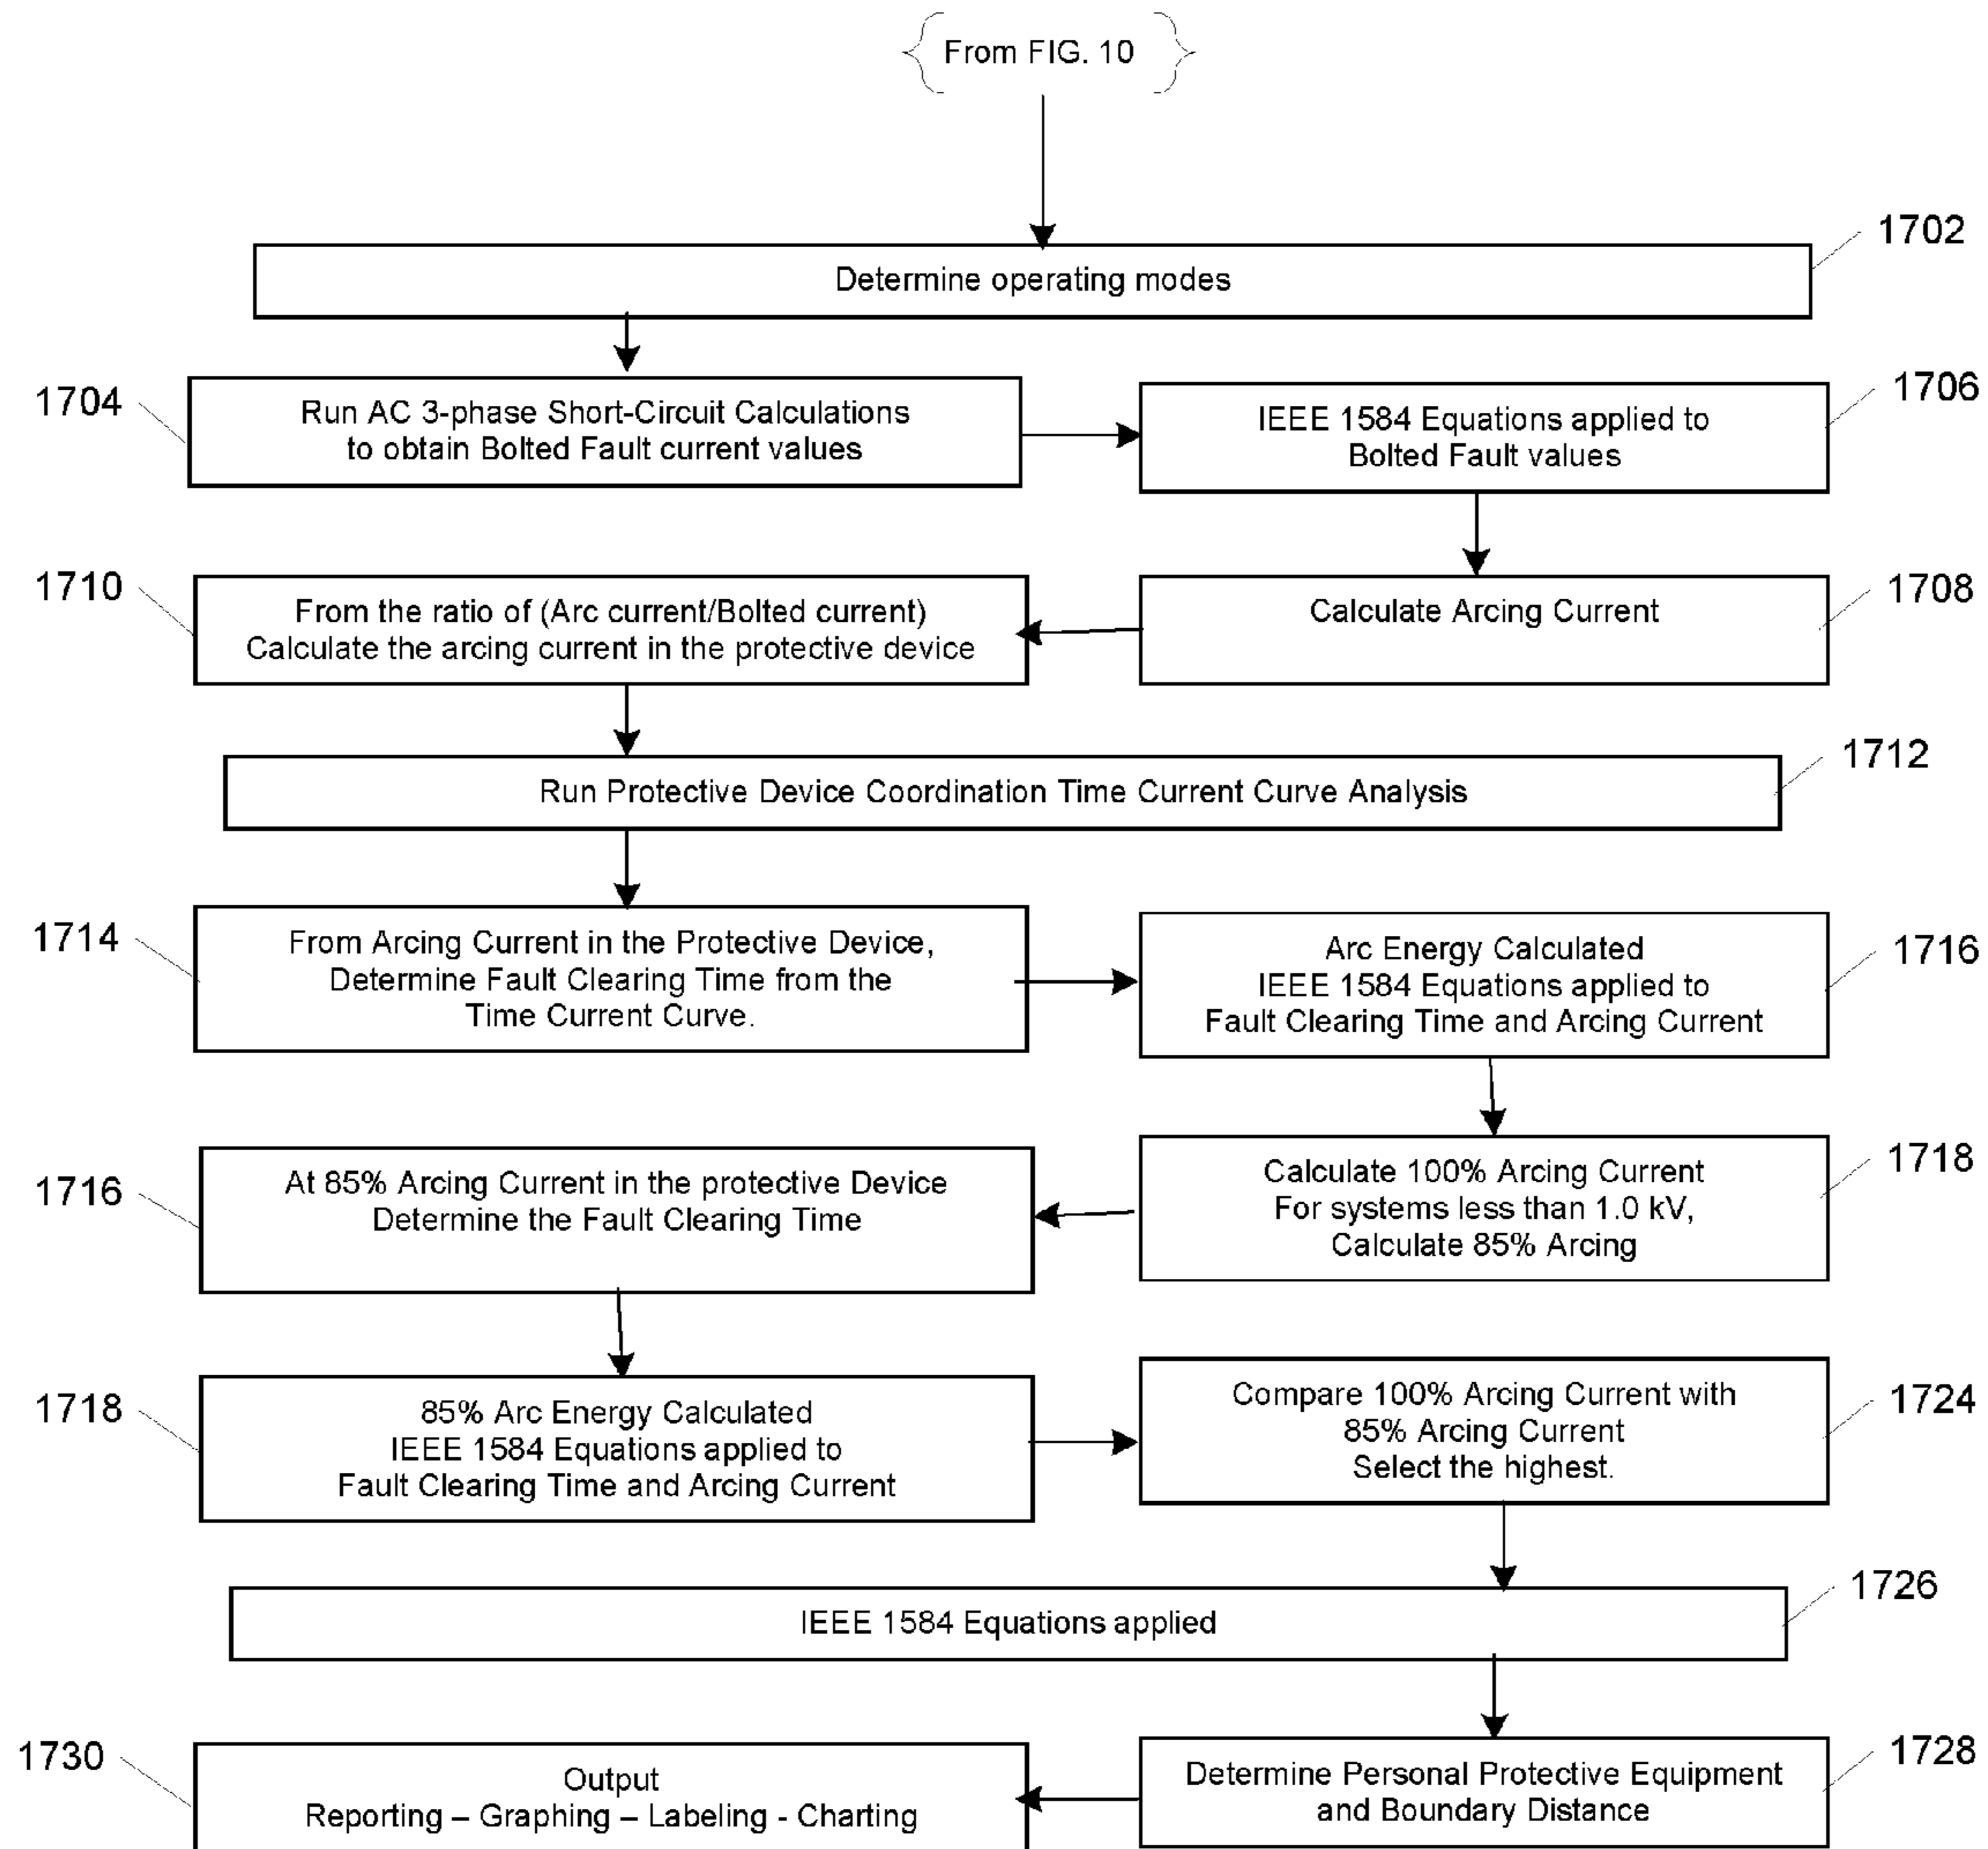 From FIG. 10
1702
Determine operating modes
1704
Run AC 3-phase Short-Circuit Calculations
to obtain Bolted Fault current values
1706
IEEE 1584 Equations applied to
Bolted Fault values
1710
From the ratio of (Arc current/Bolted current)
Calculate the arcing current in the protective device
1708
Calculate Arcing Current
1712
Run Protective Device Coordination Time Current Curve Analysis
1714
From Arcing Current in the Protective Device,
Determine Fault Clearing Time from the
Time Current Curve.
1716
Arc Energy Calculated
IEEE 1584 Equations applied to
Fault Clearing Time and Arcing Current
1716
At 85% Arcing Current in the protective Device
Determine the Fault Clearing Time
1718
Calculate 100% Arcing Current
For systems less than 1.0 kV,
Calculate 85% Arcing
1718
85% Arc Energy Calculated
IEEE 1584 Equations applied to
Fault Clearing Time and Arcing Current
1724
Compare 100% Arcing Current with
85% Arcing Current
Select the highest.
1726
IEEE 1584 Equations applied
1730
Output
Reporting – Graphing – Labeling - Charting
1728
Determine Personal Protective Equipment
and Boundary Distance